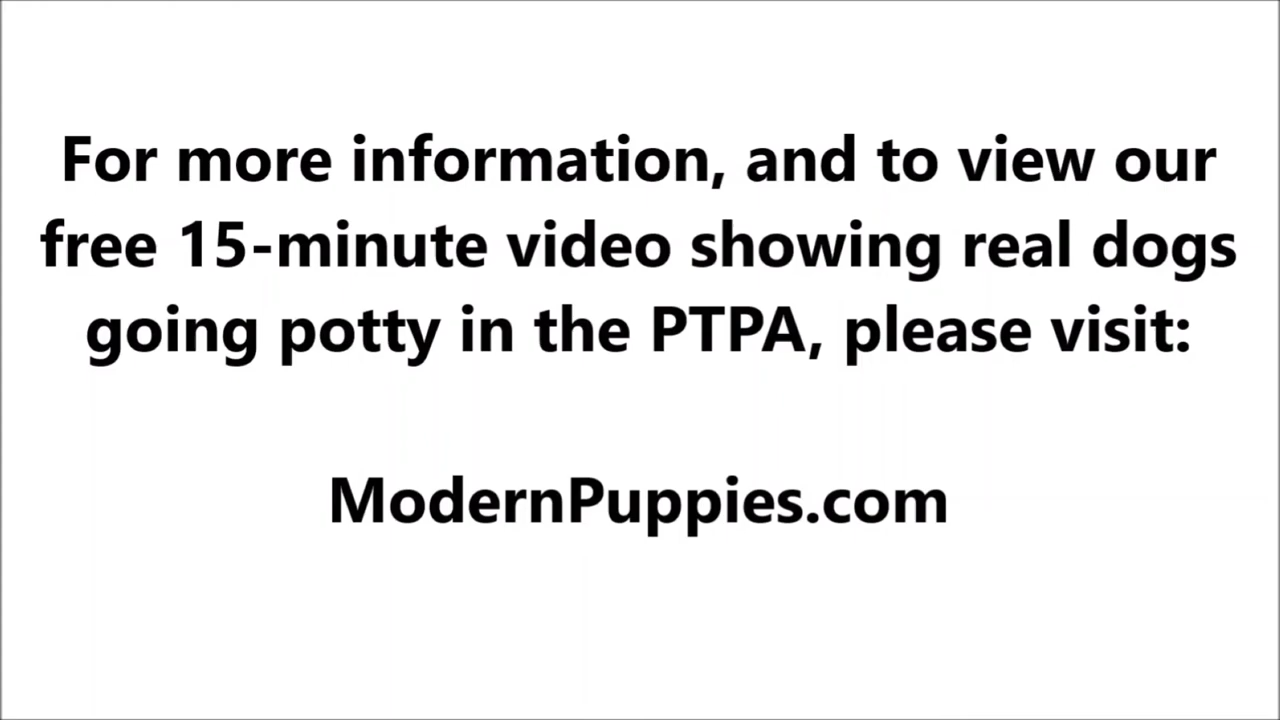 For more information, and to view our
free 15-minute video showing real dogs
going potty in the PTPA, please visit:
ModernPuppies.com